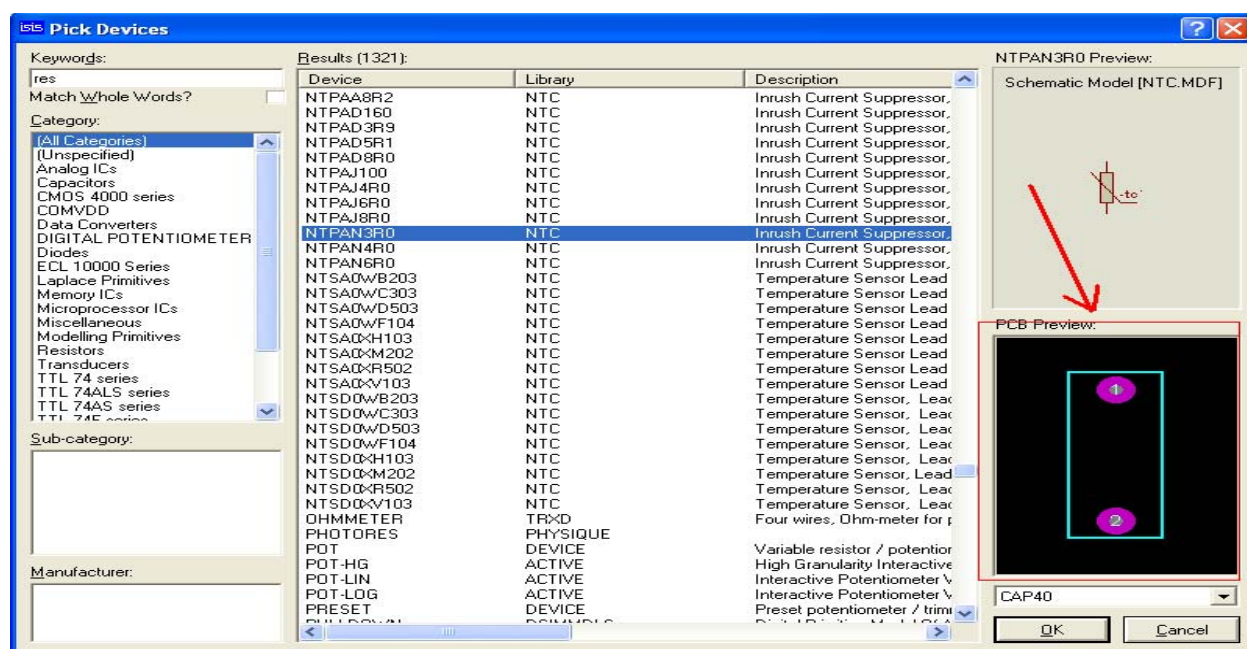 isis Pick Devices
Keywords:
res
Match Whole Words?
Category:
(All Categories)
(Unspecified)
Analog ICs
Capacitors
CMOS 4000 series
COMVDD
Data Converters
DIGITAL POTENTIOMETER
Diodes
ECL 10000 Series
Laplace Primitives
Memory ICs
Microprocessor ICs
Miscellaneous
Modelling Primitives
Resistors
Transducers
TTL 74 series
TTL 74ALS series
TTL 74AS series
Sub-category:
Manufacturer:
Results (1321):
Device Library Description
NTPAA8R2 NTC Inrush Current Suppressor,
NTPAD160 NTC Inrush Current Suppressor,
NTPAD3R9 NTC Inrush Current Suppressor,
NTPAD5R1 NTC Inrush Current Suppressor,
NTPAD8R0 NTC Inrush Current Suppressor,
NTPAJ100 NTC Inrush Current Suppressor,
NTPAJ4R0 NTC Inrush Current Suppressor,
NTPAJ6R0 NTC Inrush Current Suppressor,
NTPAJ8R0 NTC Inrush Current Suppressor,
NTPAN3R0 NTC Inrush Current Suppressor,
NTPAN4R0 NTC Inrush Current Suppressor,
NTPAN6R0 NTC Inrush Current Suppressor,
NTSA0WB203 NTC Temperature Sensor Lead
NTSA0WC303 NTC Temperature Sensor Lead
NTSA0WD503 NTC Temperature Sensor Lead
NTSA0WF104 NTC Temperature Sensor Lead
NTSA0XH103 NTC Temperature Sensor Lead
NTSA0XM202 NTC Temperature Sensor Lead
NTSA0XR502 NTC Temperature Sensor Lead
NTSA0XV103 NTC Temperature Sensor Lead
NTSD0WB203 NTC Temperature Sensor, Leac
NTSD0WC303 NTC Temperature Sensor, Leac
NTSD0WD503 NTC Temperature Sensor, Leac
NTSD0WF104 NTC Temperature Sensor, Leac
NTSD0XH103 NTC Temperature Sensor, Leac
NTSD0XM202 NTC Temperature Sensor, Lead
NTSD0XR502 NTC Temperature Sensor, Leac
NTSD0XV103 NTC Temperature Sensor, Leac
OHMMETER TRXD Four wires, Ohm-meter for p
PHOTORES PHYSIQUE
POT DEVICE Variable resistor / potention
POT-HG ACTIVE High Granularity Interactive
POT-LIN ACTIVE Interactive Potentiometer V
POT-LOG ACTIVE Interactive Potentiometer V
PRESET DEVICE Preset potentiometer / trimm
NTPAN3R0 Preview:
Schematic Model [NTC.MDF]
-tc°
PCB Preview:
1
2
CAP40
OK Cancel